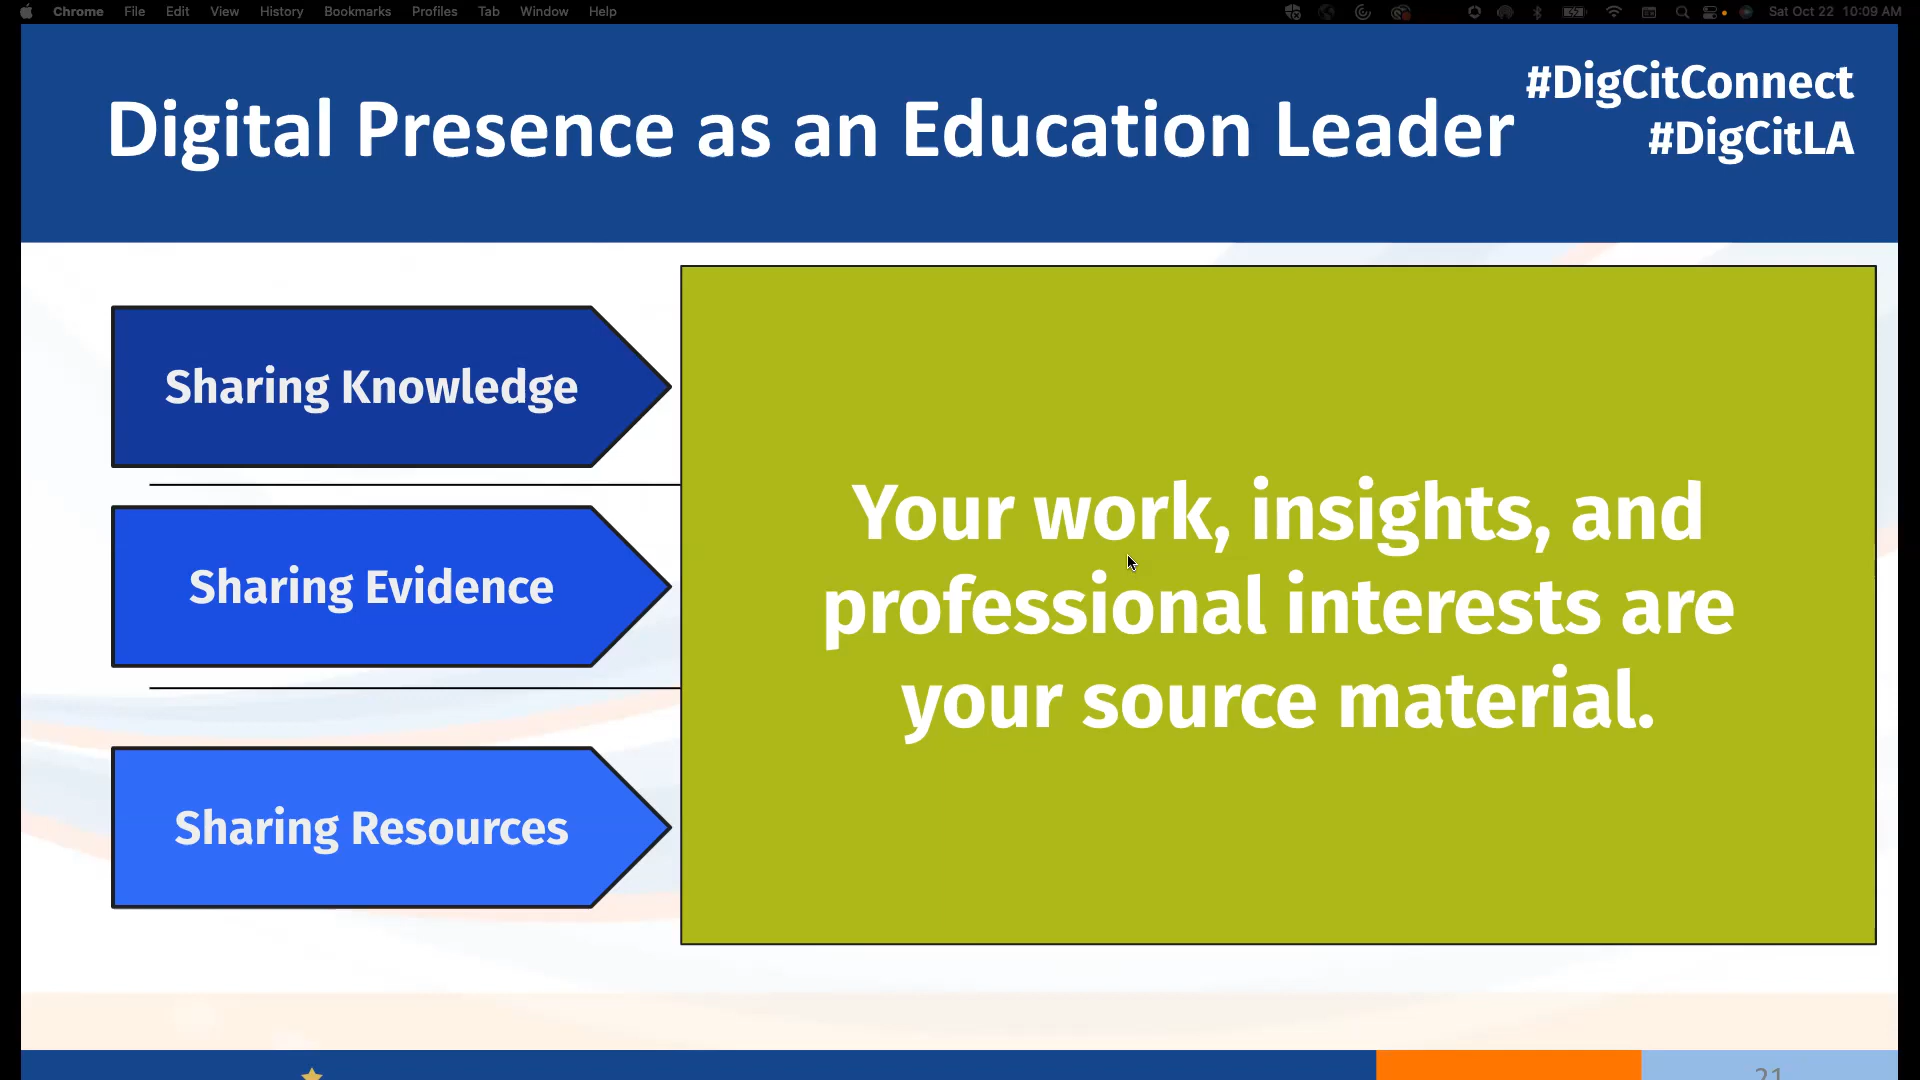 Chrome File Edit View History Bookmarks Profiles Tab Window Help Sat Oct 22 10:09 AM
#DigCitConnect
Digital Presence as an Education Leader
#DigCitLA
Sharing Knowledge
Sharing Evidence
Sharing Resources
Your work, insights, and
professional interests are
your source material.
21